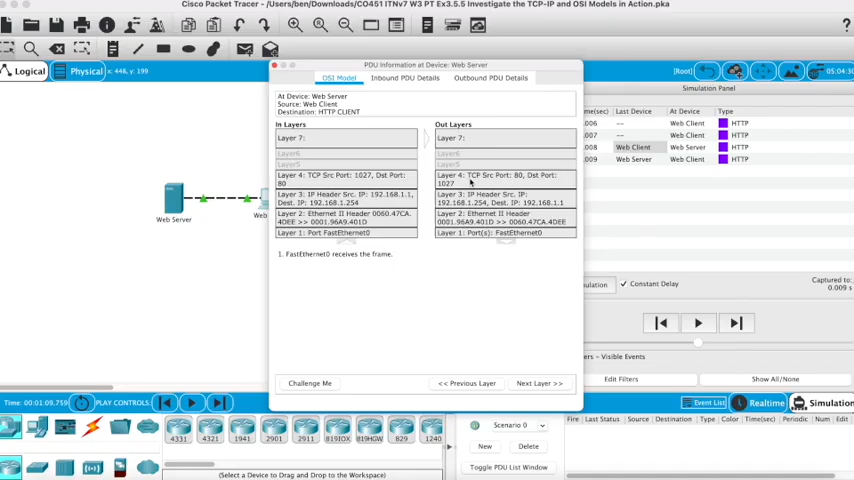 Cisco Packet Tracer - /Users/ben/Downloads/CO451 ITNv7 W3 PT Ex3.5.5 Investigate the TCP-IP and OSI Models in Action.pka
Logical
Physical
x: 448, y: 199
[Root]
05:04:30
PDU Information at Device: Web Server
OSI Model
Inbound PDU Details
Outbound PDU Details
At Device: Web Server
Source: Web Client
Destination: HTTP CLIENT
In Layers
Layer 7:
Layer6
Layer5
Layer 4: TCP Src Port: 1027, Dst Port:
80
Layer 3: IP Header Src. IP: 192.168.1.1,
Dest. IP: 192.168.1.254
Layer 2: Ethernet II Header 0060.47CA.
4DEE >> 0001.96A9.401D
Layer 1: Port FastEthernet0
Out Layers
Layer 7:
Layer6
Layer5
Layer 4: TCP Src Port: 80, Dst Port:
1027
Layer 3: IP Header Src. IP:
192.168.1.254, Dest. IP: 192.168.1.1
Layer 2: Ethernet II Header
0001.96A9.401D >> 0060.47CA.4DEE
Layer 1: Port(s): FastEthernet0
1. FastEthernet0 receives the frame.
Challenge Me
<< Previous Layer
Next Layer >>
Web Server
Web
Simulation Panel
Last Device
At Device
Type
.006 -- Web Client HTTP
.007 -- Web Client HTTP
.008 Web Client Web Server HTTP
.009 Web Server Web Client HTTP
Constant Delay
Captured to:
0.009 s
Visible Events
Edit Filters
Show All/None
Time: 00:01:09.759
PLAY CONTROLS:
Event List
Realtime
Simulation
4331
4321
1941
2901
2911
819IOX
819HGW
829
1240
(Select a Device to Drag and Drop to the Workspace)
Scenario 0
New
Delete
Toggle PDU List Window
Fire
Last Status
Source
Destination
Type
Color
Time(sec)
Periodic
Num
Edit